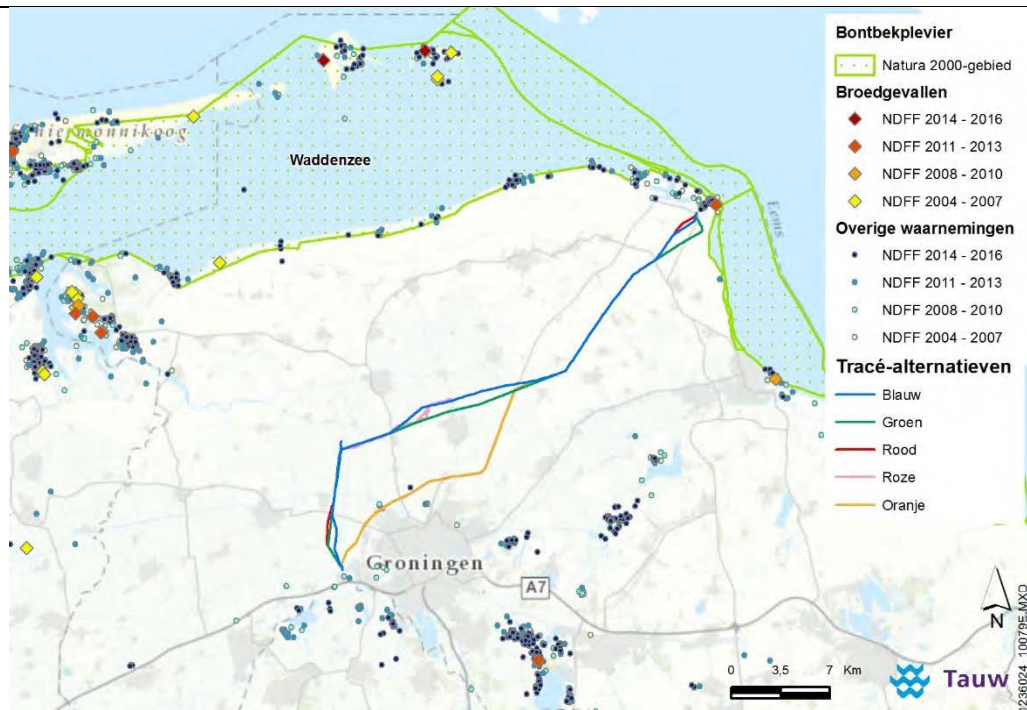 Bontbekplevier
Natura 2000-gebied
Broedgevallen
NDFF 2014 - 2016
NDFF 2011 - 2013
NDFF 2008 - 2010
NDFF 2004 - 2007
Overige waarnemingen
NDFF 2014 - 2016
NDFF 2011 - 2013
NDFF 2008 - 2010
NDFF 2004 - 2007
Tracé-alternatieven
Blauw
Groen
Rood
Roze
Oranje
Waddenzee
Eems
Groningen
A7
N
0 3,5 7 Km
Tauw